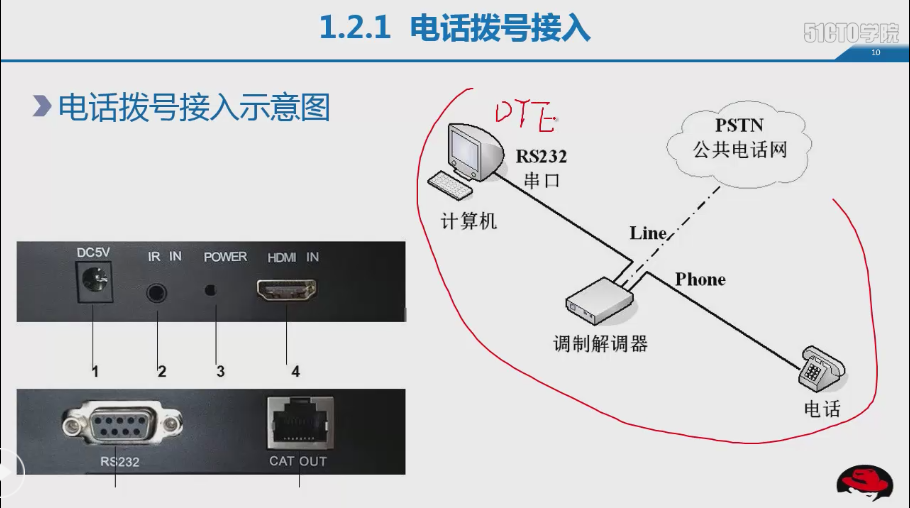 1.2.1 电话拨号接入
51CTO学院
10
电话拨号接入示意图
DTE
PSTN
公共电话网
RS232
串口
计算机
Line
Phone
调制解调器
电话
DC5V
IR IN
POWER
HDMI IN
1
2
3
4
RS232
CAT OUT